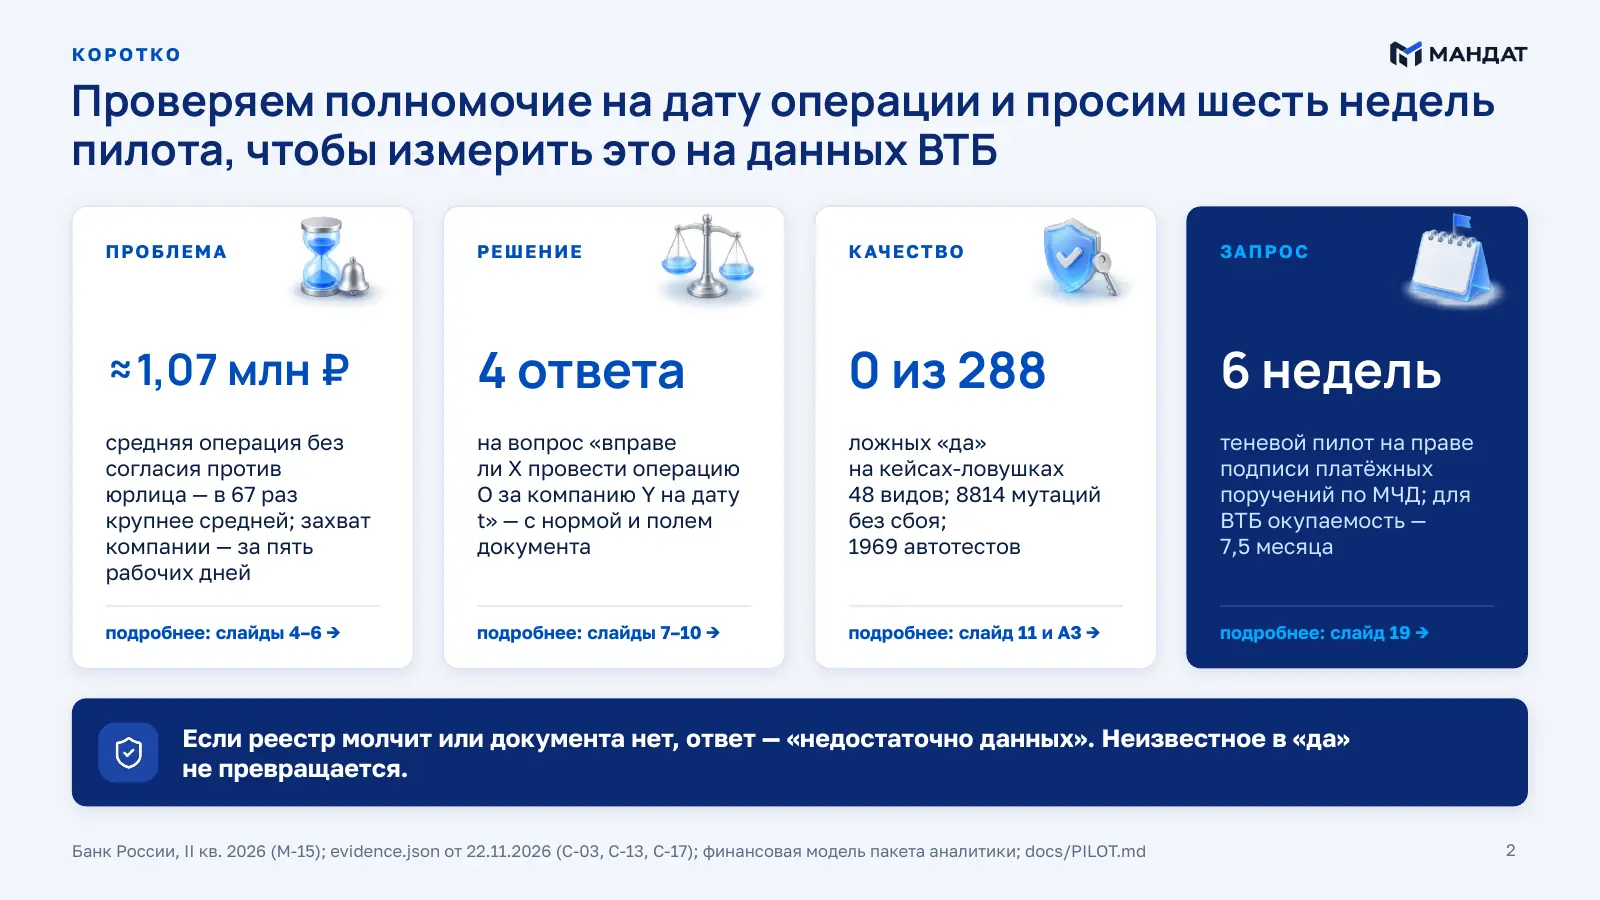 КОРОТКО
МАНДАТ
Проверяем полномочие на дату операции и просим шесть недель
пилота, чтобы измерить это на данных ВТБ
ПРОБЛЕМА
≈1,07 млн ₽
средняя операция без
согласия против
юрлица — в 67 раз
крупнее средней; захват
компании — за пять
рабочих дней
подробнее: слайды 4–6 →
РЕШЕНИЕ
4 ответа
на вопрос «вправе
ли X провести операцию
O за компанию Y на дату
t» — с нормой и полем
документа
подробнее: слайды 7–10 →
КАЧЕСТВО
0 из 288
ложных «да»
на кейсах-ловушках
48 видов; 8814 мутаций
без сбоя;
1969 автотестов
подробнее: слайд 11 и А3 →
ЗАПРОС
6 недель
теневой пилот на праве
подписи платёжных
поручений по МЧД; для
ВТБ окупаемость —
7,5 месяца
подробнее: слайд 19 →
Если реестр молчит или документа нет, ответ — «недостаточно данных». Неизвестное в «да»
не превращается.
Банк России, II кв. 2026 (М-15); evidence.json от 22.11.2026 (С-03, С-13, С-17); финансовая модель пакета аналитики; docs/PILOT.md
2